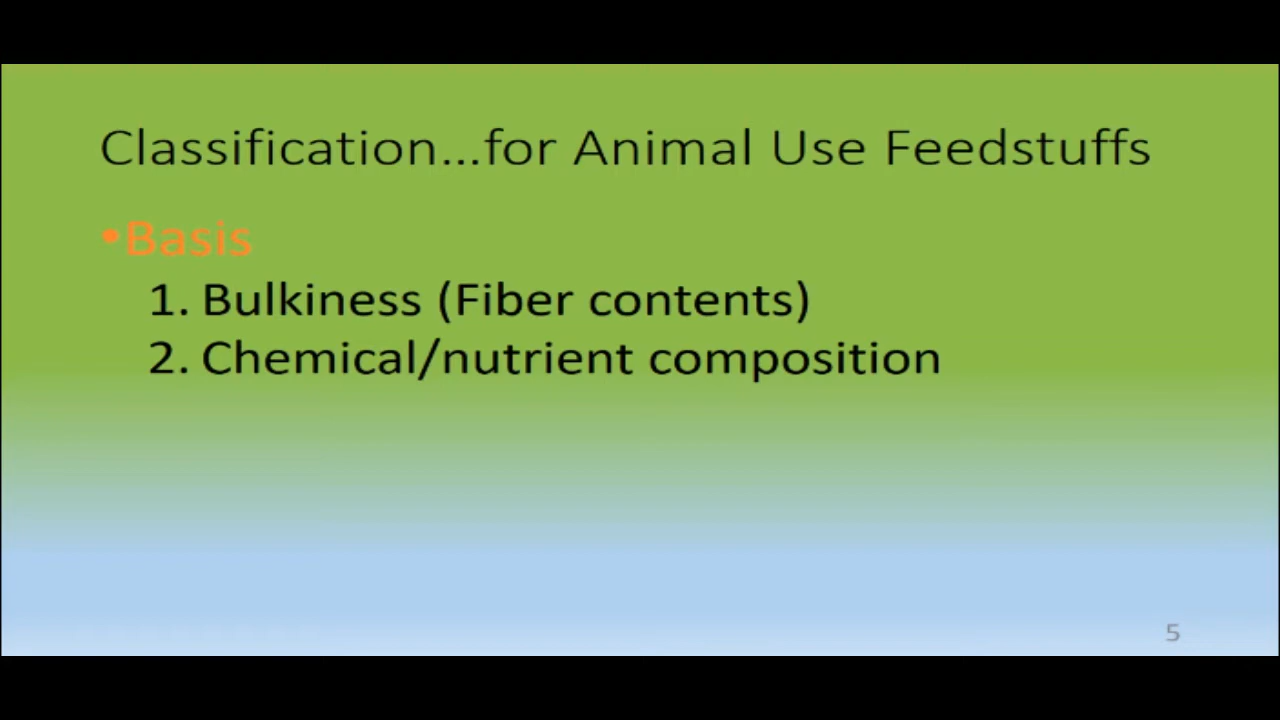 Classification...for Animal Use Feedstuffs
•Basis
1. Bulkiness (Fiber contents)
2. Chemical/nutrient composition
5